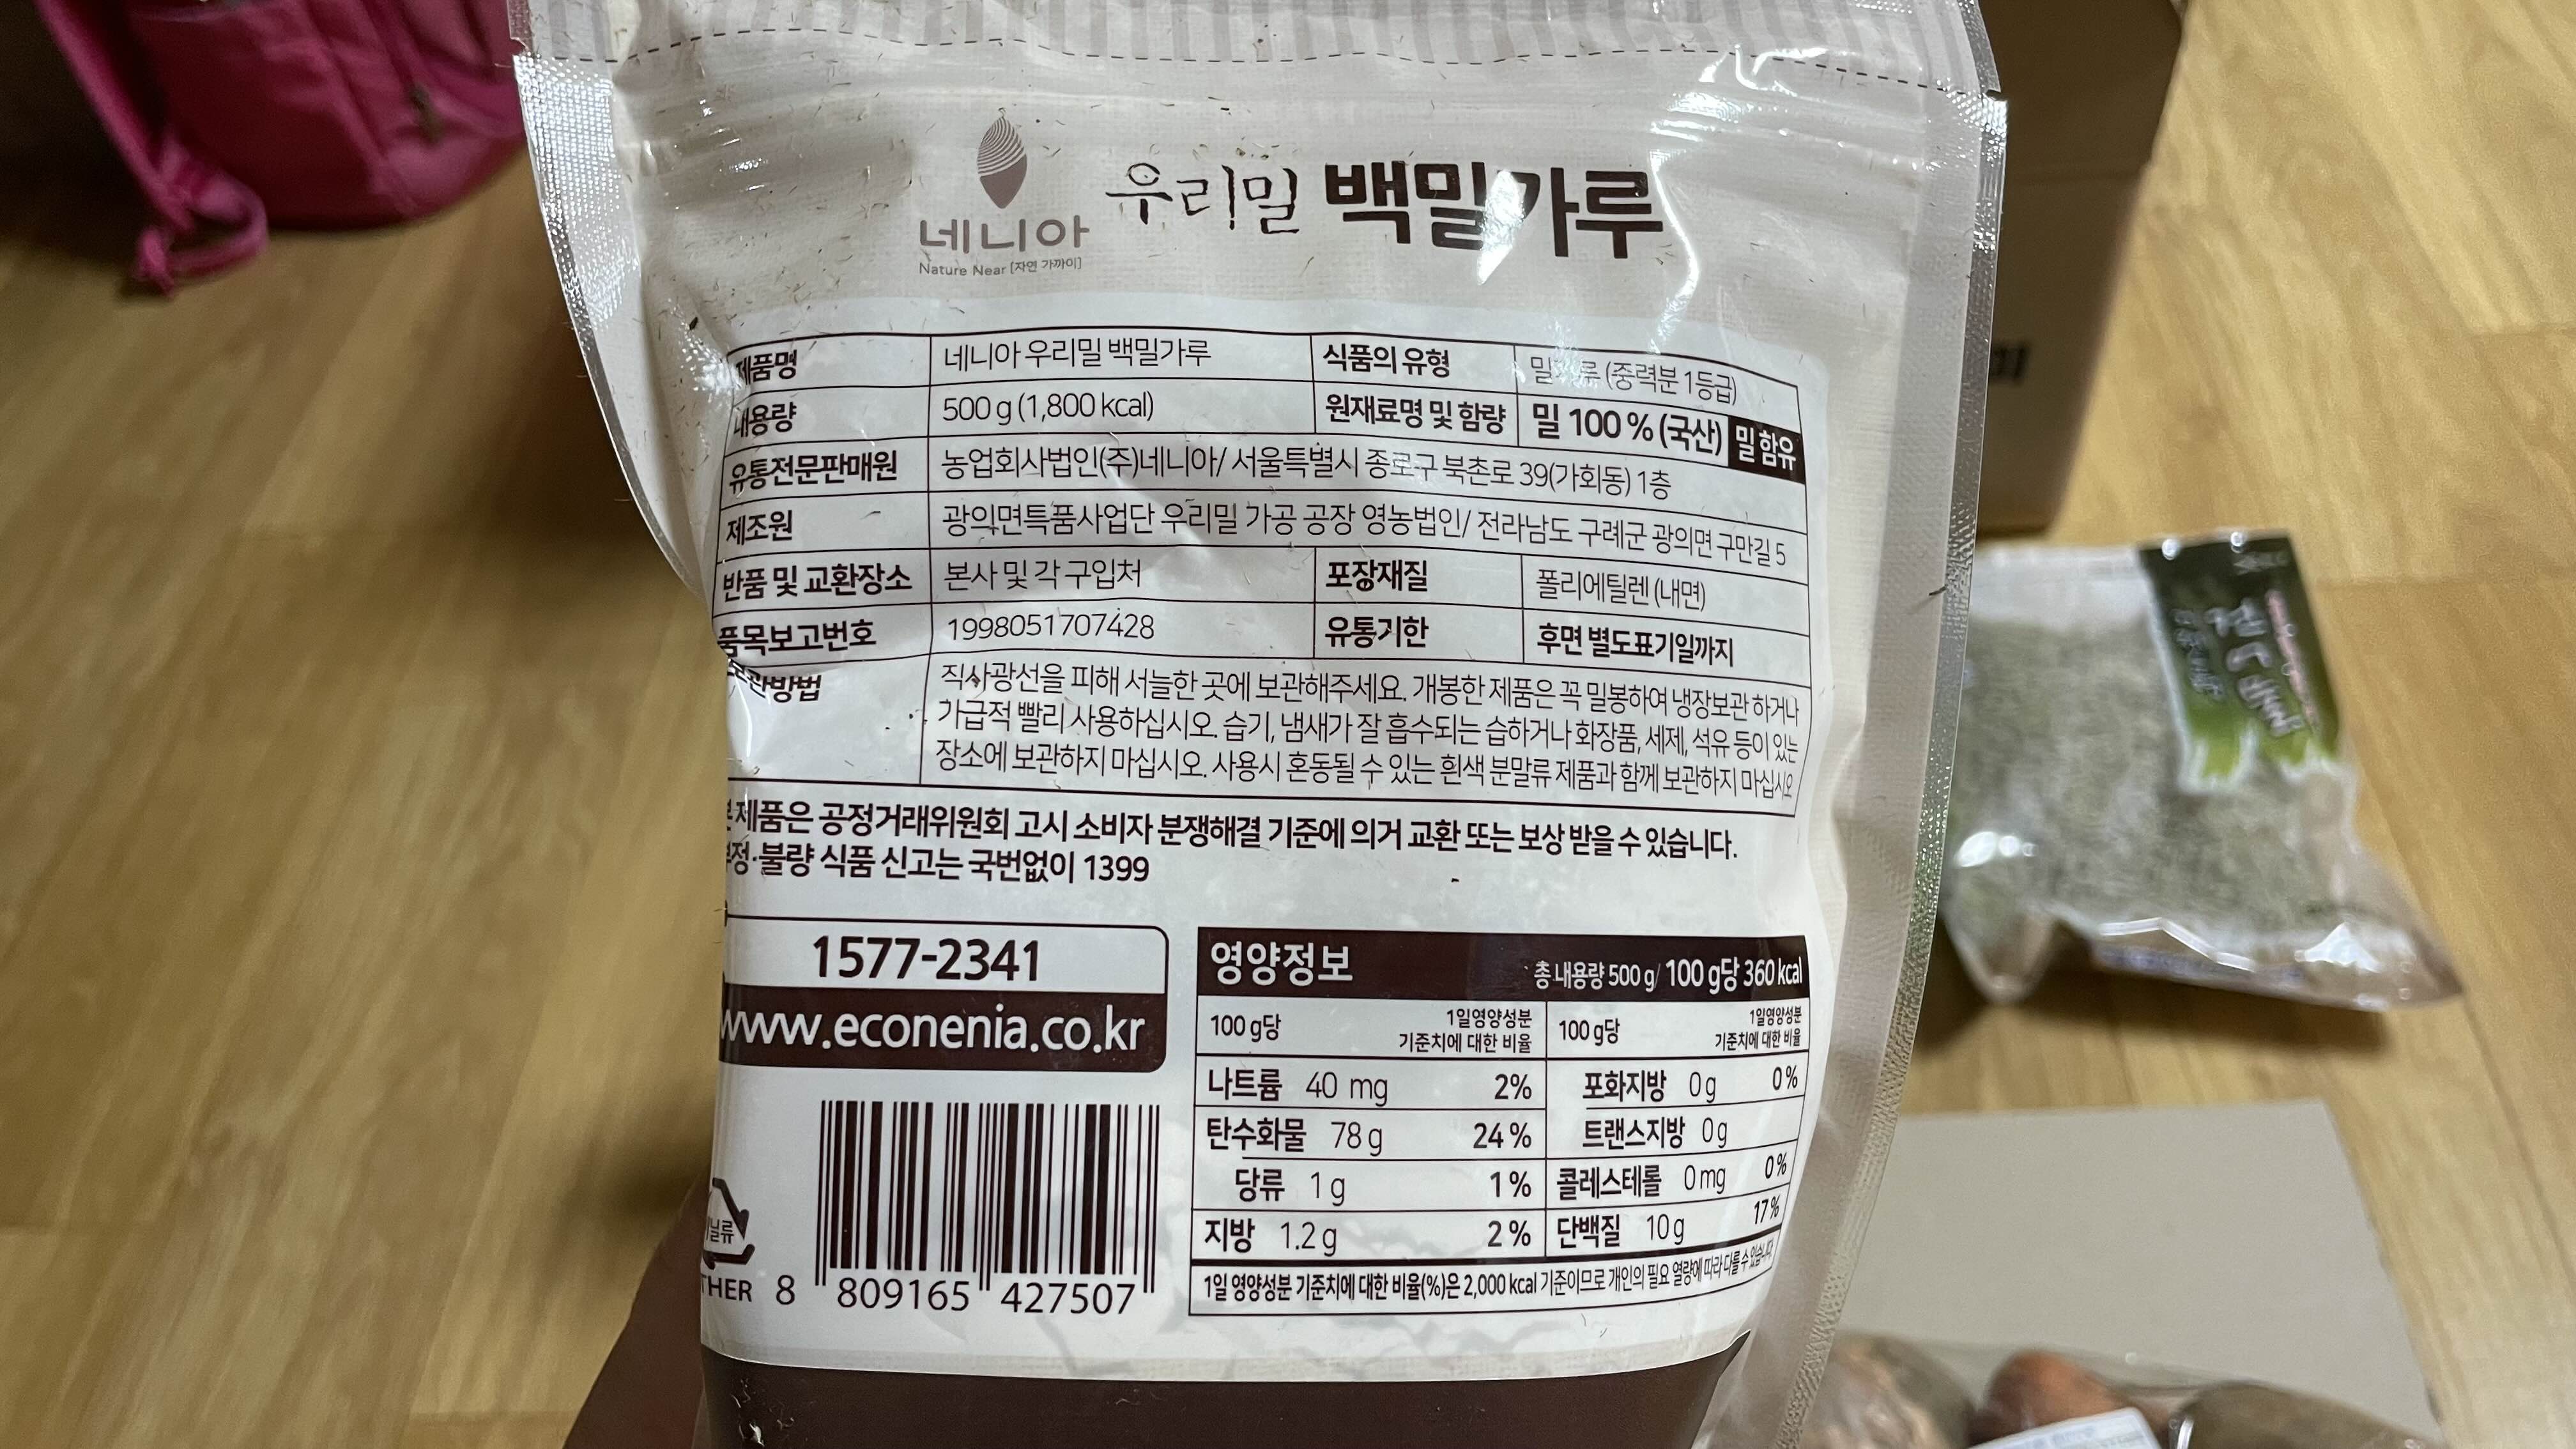 네니아
Nature Near [자연 가까이]
우리밀 백밀가루
제품명 네니아 우리밀 백밀가루 식품의 유형 (중력분 1등급)
내용량 500 g (1,800 kcal) 원재료명 및 함량 밀 100 % (국산) 밀 함유
유통전문판매원 농업회사법인(주)네니아/ 서울특별시 종로구 북촌로 39(가회동) 1층
제조원 광의면특품사업단 우리밀 가공 공장 영농법인/ 전라남도 구례군 광의면 구만길 5
반품 및 교환장소 본사 및 각 구입처 포장재질 폴리에틸렌 (내면)
품목보고번호 1998051707428 유통기한 후면 별도표기일까지
보관방법 직사광선을 피해 서늘한 곳에 보관해주세요. 개봉한 제품은 꼭 밀봉하여 냉장보관 하거나
가급적 빨리 사용하십시오. 습기, 냄새가 잘 흡수되는 습하거나 화장품, 세제, 석유 등이 있는
장소에 보관하지 마십시오. 사용시 혼동될 수 있는 흰색 분말류 제품과 함께 보관하지 마십시오
본 제품은 공정거래위원회 고시 소비자 분쟁해결 기준에 의거 교환 또는 보상 받을 수 있습니다.
부정·불량 식품 신고는 국번없이 1399
1577-2341
www.econenia.co.kr
비닐류
OTHER
8 809165 427507
영양정보 총 내용량 500 g/ 100 g당 360 kcal
100 g당 1일영양성분 기준치에 대한 비율 100 g당 1일영양성분 기준치에 대한 비율
나트륨 40 mg 2% 포화지방 0 g 0%
탄수화물 78 g 24 % 트랜스지방 0 g
당류 1 g 1 % 콜레스테롤 0 mg 0%
지방 1.2 g 2 % 단백질 10 g 17%
1일 영양성분 기준치에 대한 비율(%)은 2,000 kcal 기준이므로 개인의 필요 열량에 따라 다를 수 있습니다